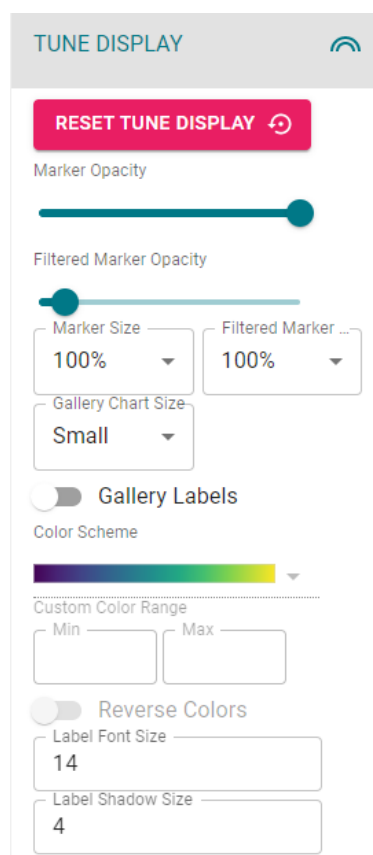 TUNE DISPLAY
RESET TUNE DISPLAY
Marker Opacity
Filtered Marker Opacity
Marker Size
Filtered Marker ...
100%
100%
Gallery Chart Size
Small
Gallery Labels
Color Scheme
Custom Color Range
Min
Max
Reverse Colors
Label Font Size
14
Label Shadow Size
4